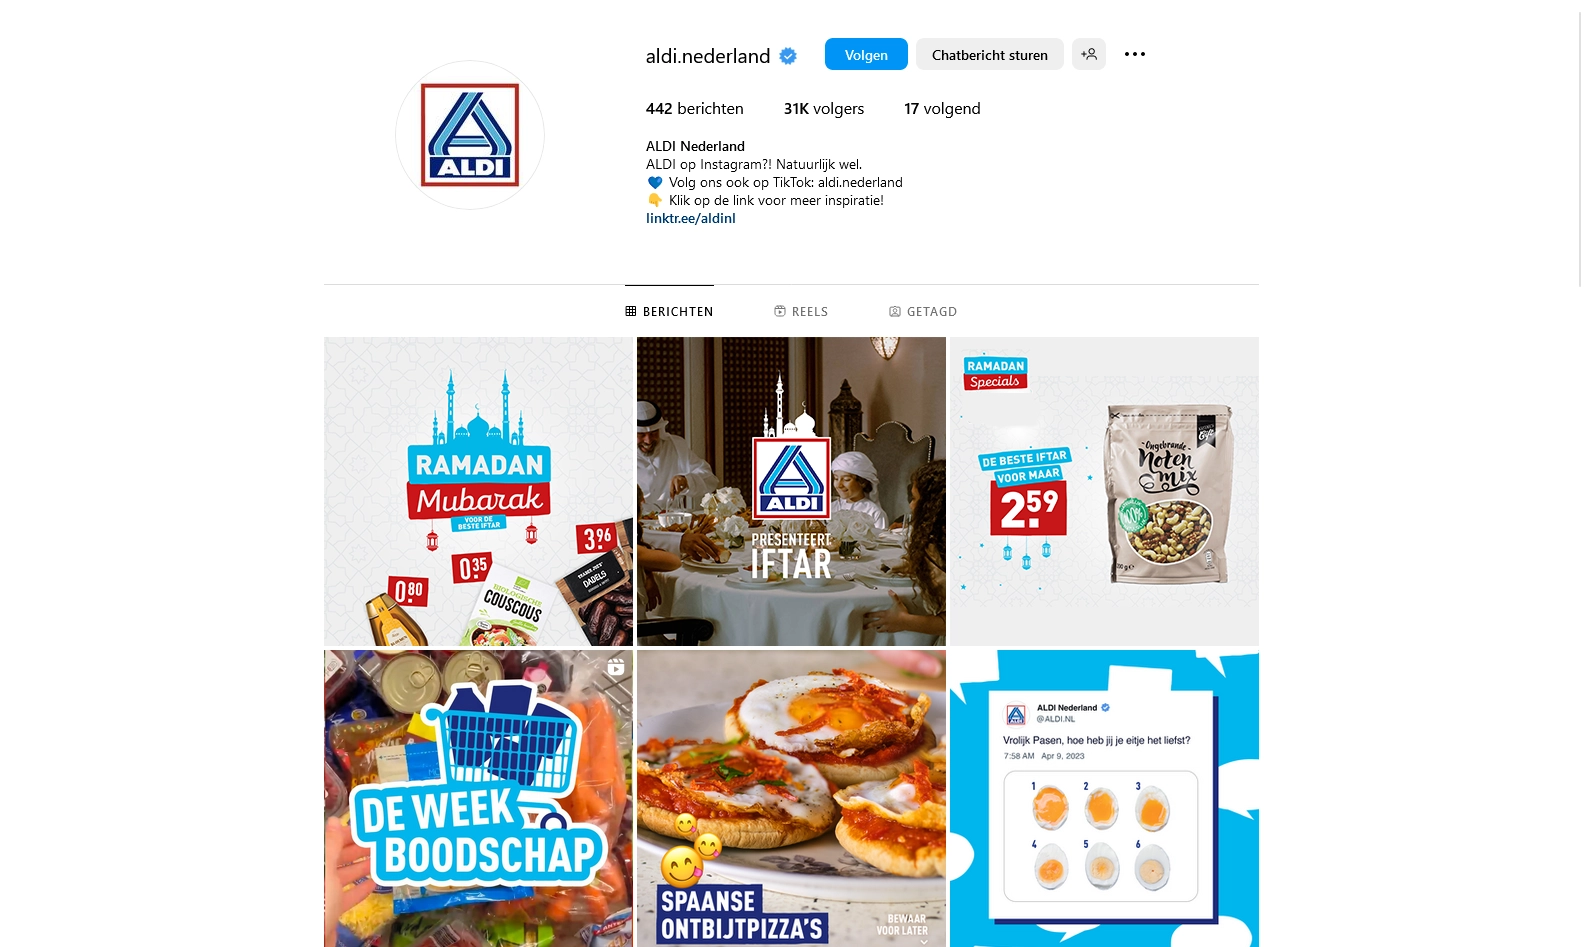 aldi.nederland
Volgen
Chatbericht sturen
442 berichten
31K volgers
17 volgend
ALDI
ALDI Nederland
ALDI op Instagram?! Natuurlijk wel.
💙 Volg ons ook op TikTok: aldi.nederland
👇 Klik op de link voor meer inspiratie!
linktr.ee/aldinl
BERICHTEN
REELS
GETAGD
RAMADAN
Mubarak
VOOR DE
BESTE IFTAR
3.96
0.35
0.80
BIOLOGISCHE
COUSCOUS
DADELS
ALDI
PRESENTEERT
IFTAR
RAMADAN
Specials
DE BESTE IFTAR
VOOR MAAR
2.59
Ongebrande
Noten
mix
100%
DE WEEK
BOODSCHAP
SPAANSE
ONTBIJTPIZZA'S
BEWAAR
VOOR LATER
ALDI Nederland
@ALDI.NL
Vrolijk Pasen, hoe heb jij je eitje het liefst?
7:58 AM Apr 9, 2023
1
2
3
4
5
6